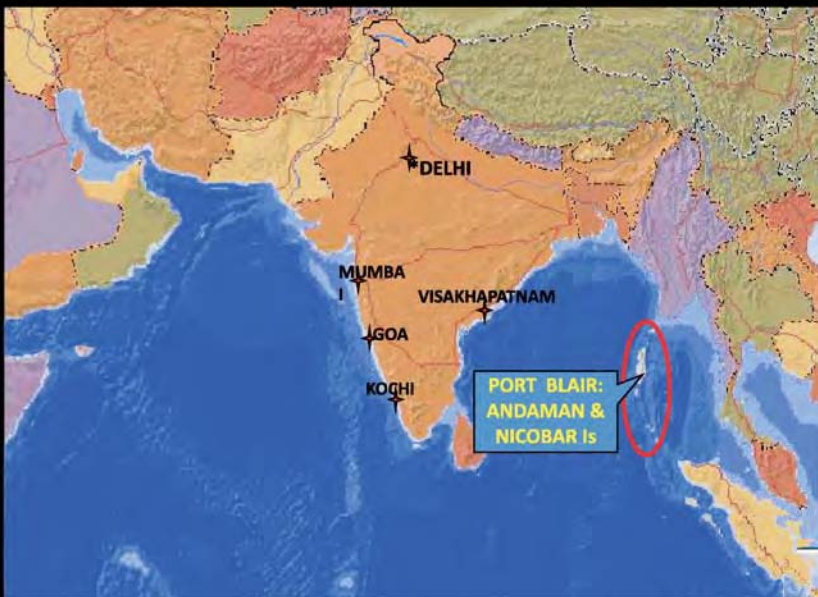 DELHI
MUMBA
I
VISAKHAPATNAM
GOA
KOCHI
PORT BLAIR:
ANDAMAN &
NICOBAR Is